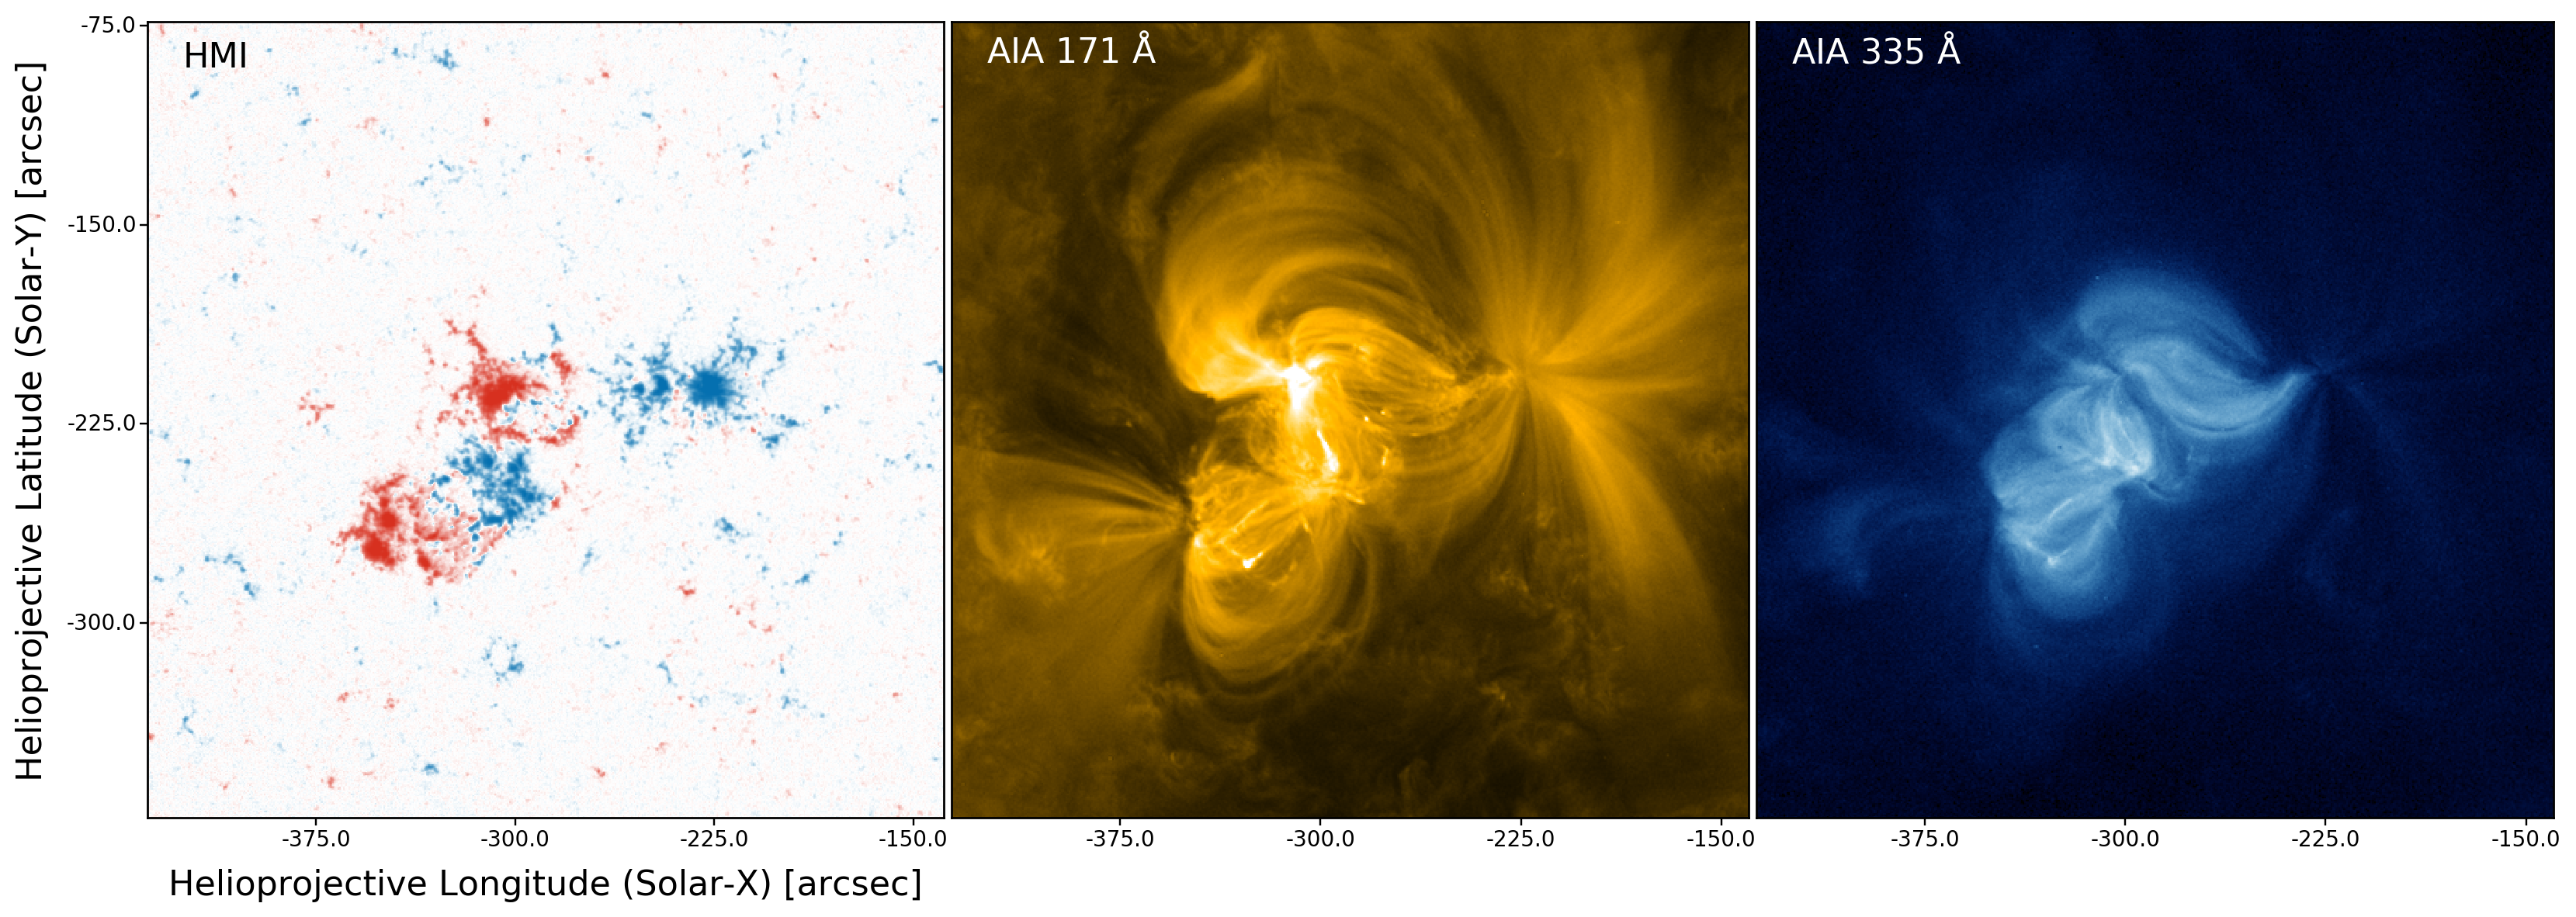 HMI
AIA 171 Å
AIA 335 Å
Helioprojective Latitude (Solar-Y) [arcsec]
-75.0
-150.0
-225.0
-300.0
-375.0 -300.0 -225.0 -150.0
-375.0 -300.0 -225.0 -150.0
-375.0 -300.0 -225.0 -150.0
Helioprojective Longitude (Solar-X) [arcsec]